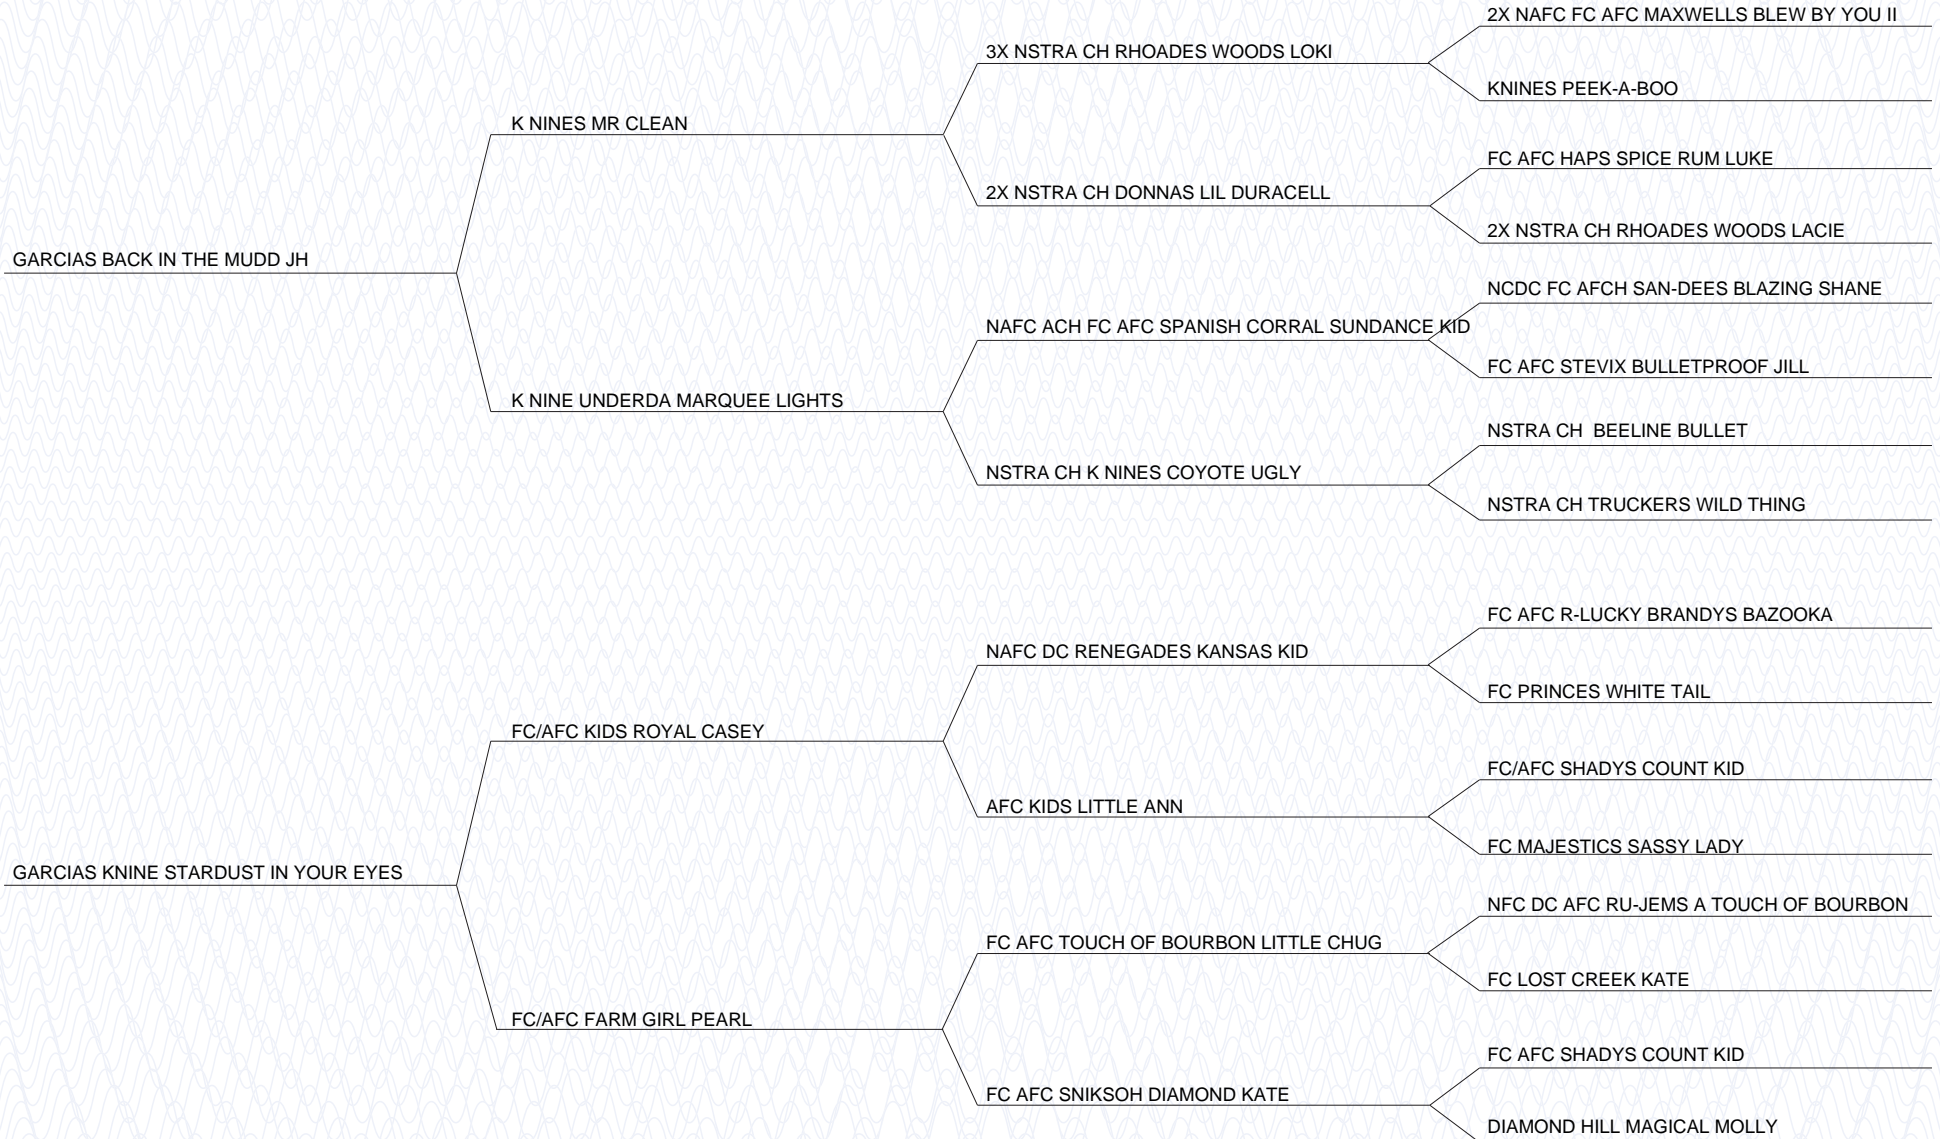 2X NAFC FC AFC MAXWELLS BLEW BY YOU II
3X NSTRA CH RHOADES WOODS LOKI
KNINES PEEK-A-BOO
K NINES MR CLEAN
FC AFC HAPS SPICE RUM LUKE
2X NSTRA CH DONNAS LIL DURACELL
2X NSTRA CH RHOADES WOODS LACIE
GARCIAS BACK IN THE MUDD JH
NCDC FC AFCH SAN-DEES BLAZING SHANE
NAFC ACH FC AFC SPANISH CORRAL SUNDANCE KID
FC AFC STEVIX BULLETPROOF JILL
K NINE UNDERDA MARQUEE LIGHTS
NSTRA CH  BEELINE BULLET
NSTRA CH K NINES COYOTE UGLY
NSTRA CH TRUCKERS WILD THING
FC AFC R-LUCKY BRANDYS BAZOOKA
NAFC DC RENEGADES KANSAS KID
FC PRINCES WHITE TAIL
FC/AFC KIDS ROYAL CASEY
FC/AFC SHADYS COUNT KID
AFC KIDS LITTLE ANN
FC MAJESTICS SASSY LADY
GARCIAS KNINE STARDUST IN YOUR EYES
NFC DC AFC RU-JEMS A TOUCH OF BOURBON
FC AFC TOUCH OF BOURBON LITTLE CHUG
FC LOST CREEK KATE
FC/AFC FARM GIRL PEARL
FC AFC SHADYS COUNT KID
FC AFC SNIKSOH DIAMOND KATE
DIAMOND HILL MAGICAL MOLLY